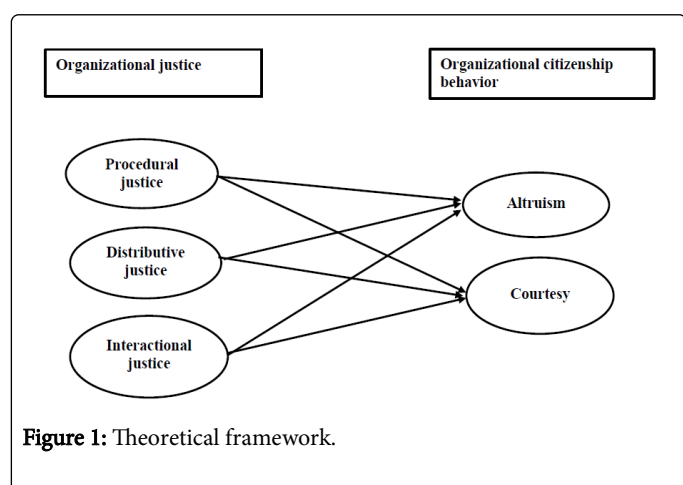 Organizational justice
Organizational citizenship
behavior
Procedural
justice
Altruism
Distributive
justice
Courtesy
Interactional
justice
Figure 1: Theoretical framework.